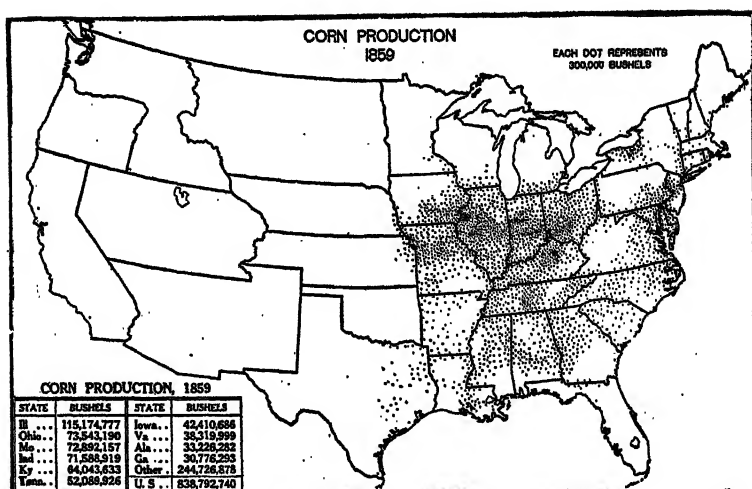 CORN PRODUCTION
1859
EACH DOT REPRESENTS
300,000 BUSHELS
CORN PRODUCTION, 1859
STATE BUSHELS STATE BUSHELS
Ill 115,174,777 Iowa.. 42,410,686
Ohio... 73,543,190 Va ... 38,319,999
Mo... 72,892,157 Ala... 33,226,282
Ind 71,588,919 Ga ... 30,776,293
Ky ... 64,043,633 Other. 244,726,878
Tenn. 52,089,926 U. S .. 838,792,740